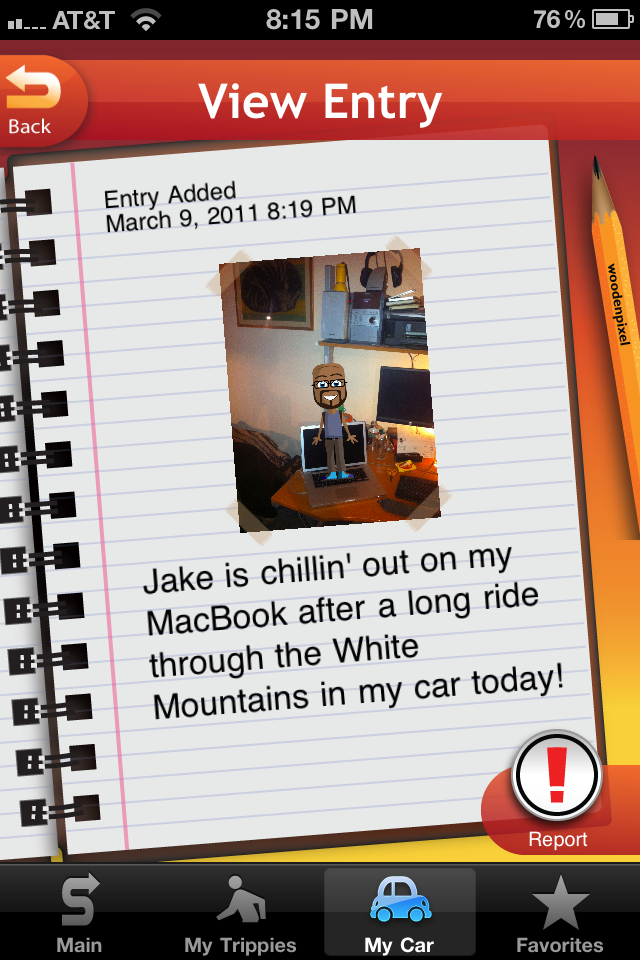 AT&T 8:15 PM 76%
View Entry
Back
Entry Added
March 9, 2011 8:19 PM
woodenpixel
Jake is chillin' out on my
MacBook after a long ride
through the White
Mountains in my car today!
Report
Main My Trippies My Car Favorites